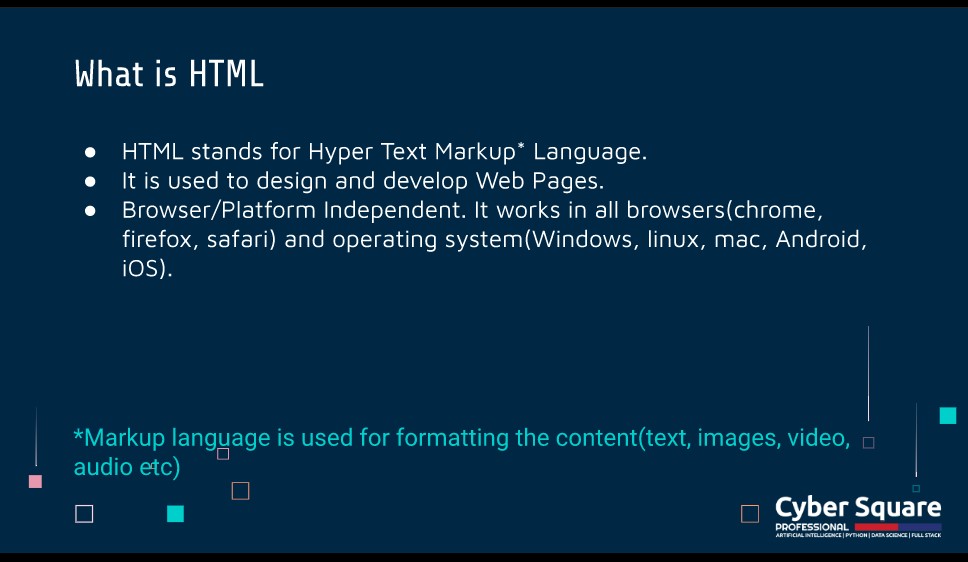 What is HTML
● HTML stands for Hyper Text Markup* Language.
● It is used to design and develop Web Pages.
● Browser/Platform Independent. It works in all browsers(chrome,
firefox, safari) and operating system(Windows, linux, mac, Android,
iOS).
*Markup language is used for formatting the content(text, images, video,
audio etc)
Cyber Square
PROFESSIONAL
ARTIFICIAL INTELLIGENCE | PYTHON | DATA SCIENCE | FULL STACK